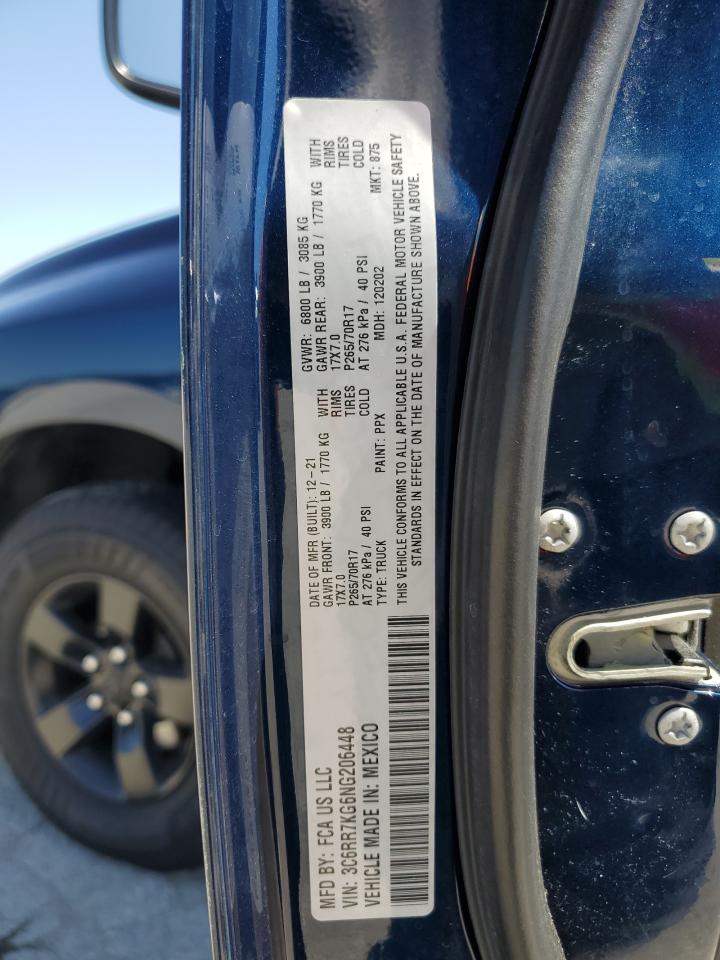 MFD BY: FCA US LLC
VIN: 3C6RR7KG6NG206448
VEHICLE MADE IN: MEXICO
DATE OF MFR (BUILT): 12-21 GVWR: 6800 LB / 3085 KG
GAWR FRONT: 3900 LB / 1770 KG WITH GAWR REAR: 3900 LB / 1770 KG WITH
17X7.0 RIMS 17X7.0 RIMS
P265/70R17 TIRES P265/70R17 TIRES
AT 276 kPa / 40 PSI COLD AT 276 kPa / 40 PSI COLD
TYPE: TRUCK PAINT: PPX MDH: 120202 MKT: 875
THIS VEHICLE CONFORMS TO ALL APPLICABLE U.S.A. FEDERAL MOTOR VEHICLE SAFETY
STANDARDS IN EFFECT ON THE DATE OF MANUFACTURE SHOWN ABOVE.